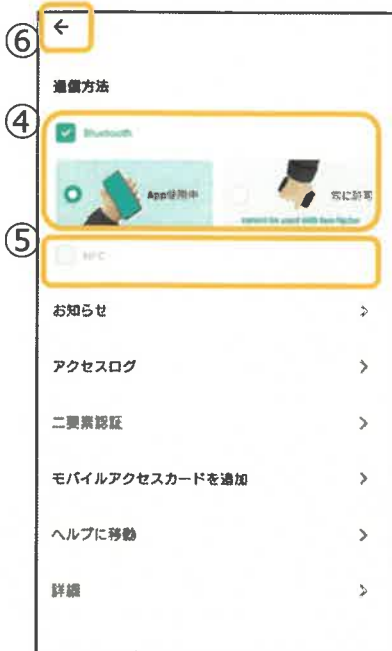 ⑥ ←
通信方法
④
Bluetooth
App使用中
常に許可
cannot be used with two-factor
⑤
NFC
お知らせ >
アクセスログ >
二要素認証 >
モバイルアクセスカードを追加 >
ヘルプに移動 >
詳細 >